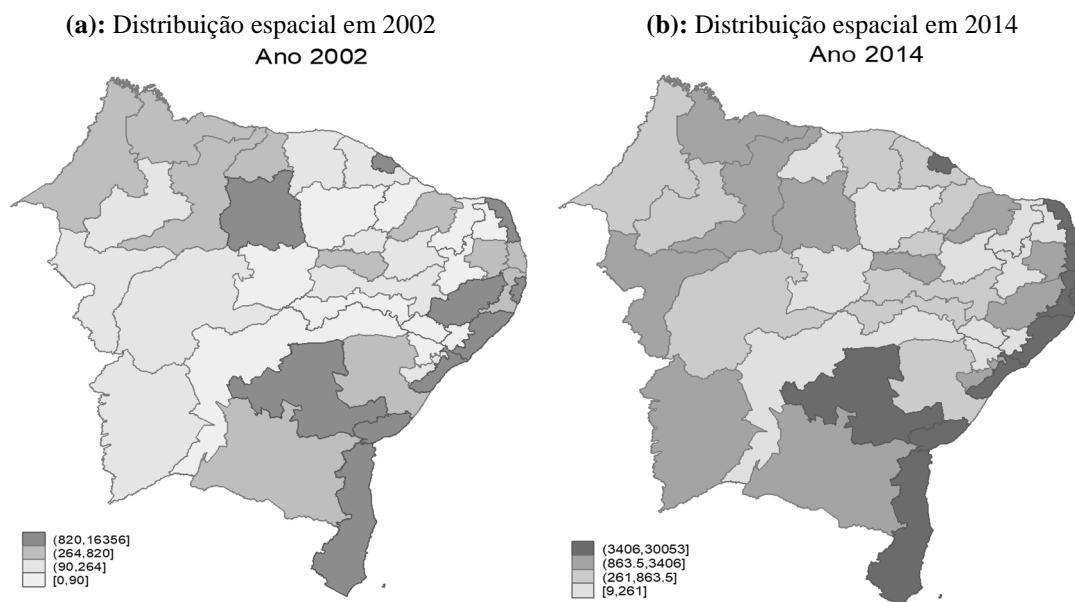 (a): Distribuição espacial em 2002
Ano 2002
(820,16356]
(264,820]
(90,264]
[0,90]
(b): Distribuição espacial em 2014
Ano 2014
(3406,30053]
(863.5,3406]
(261,863.5]
[9,261]